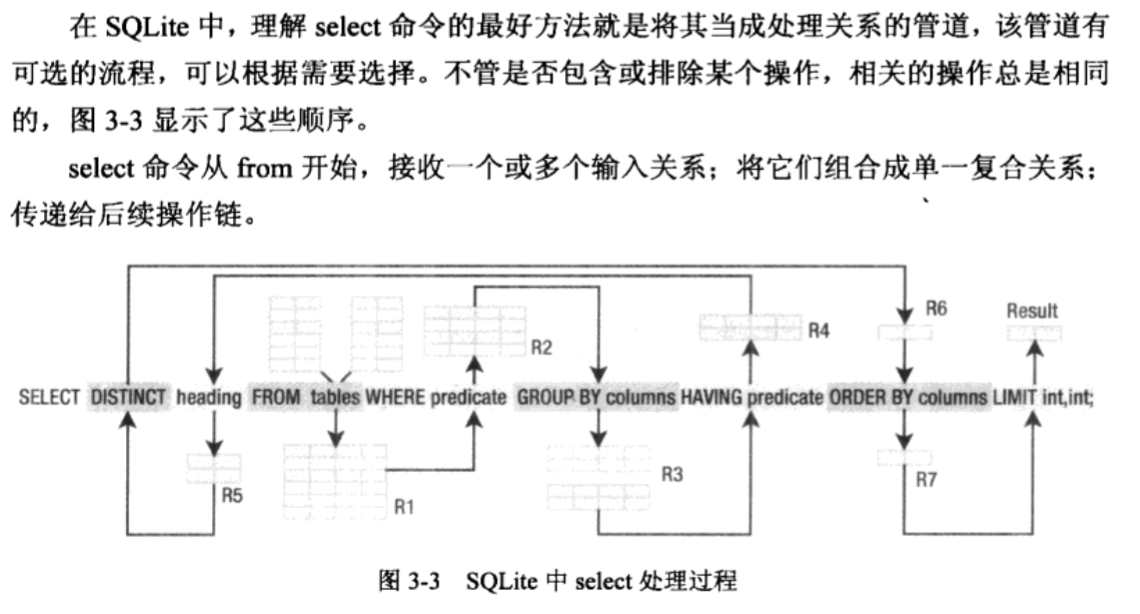 在 SQLite 中，理解 select 命令的最好方法就是将其当成处理关系的管道，该管道有
可选的流程，可以根据需要选择。不管是否包含或排除某个操作，相关的操作总是相同
的，图 3-3 显示了这些顺序。
select 命令从 from 开始，接收一个或多个输入关系；将它们组合成单一复合关系；
传递给后续操作链。
R6
Result
R4
R2
SELECT DISTINCT heading FROM tables WHERE predicate GROUP BY columns HAVING predicate ORDER BY columns LIMIT int,int;
R3
R7
R5
R1
图 3-3 SQLite 中 select 处理过程